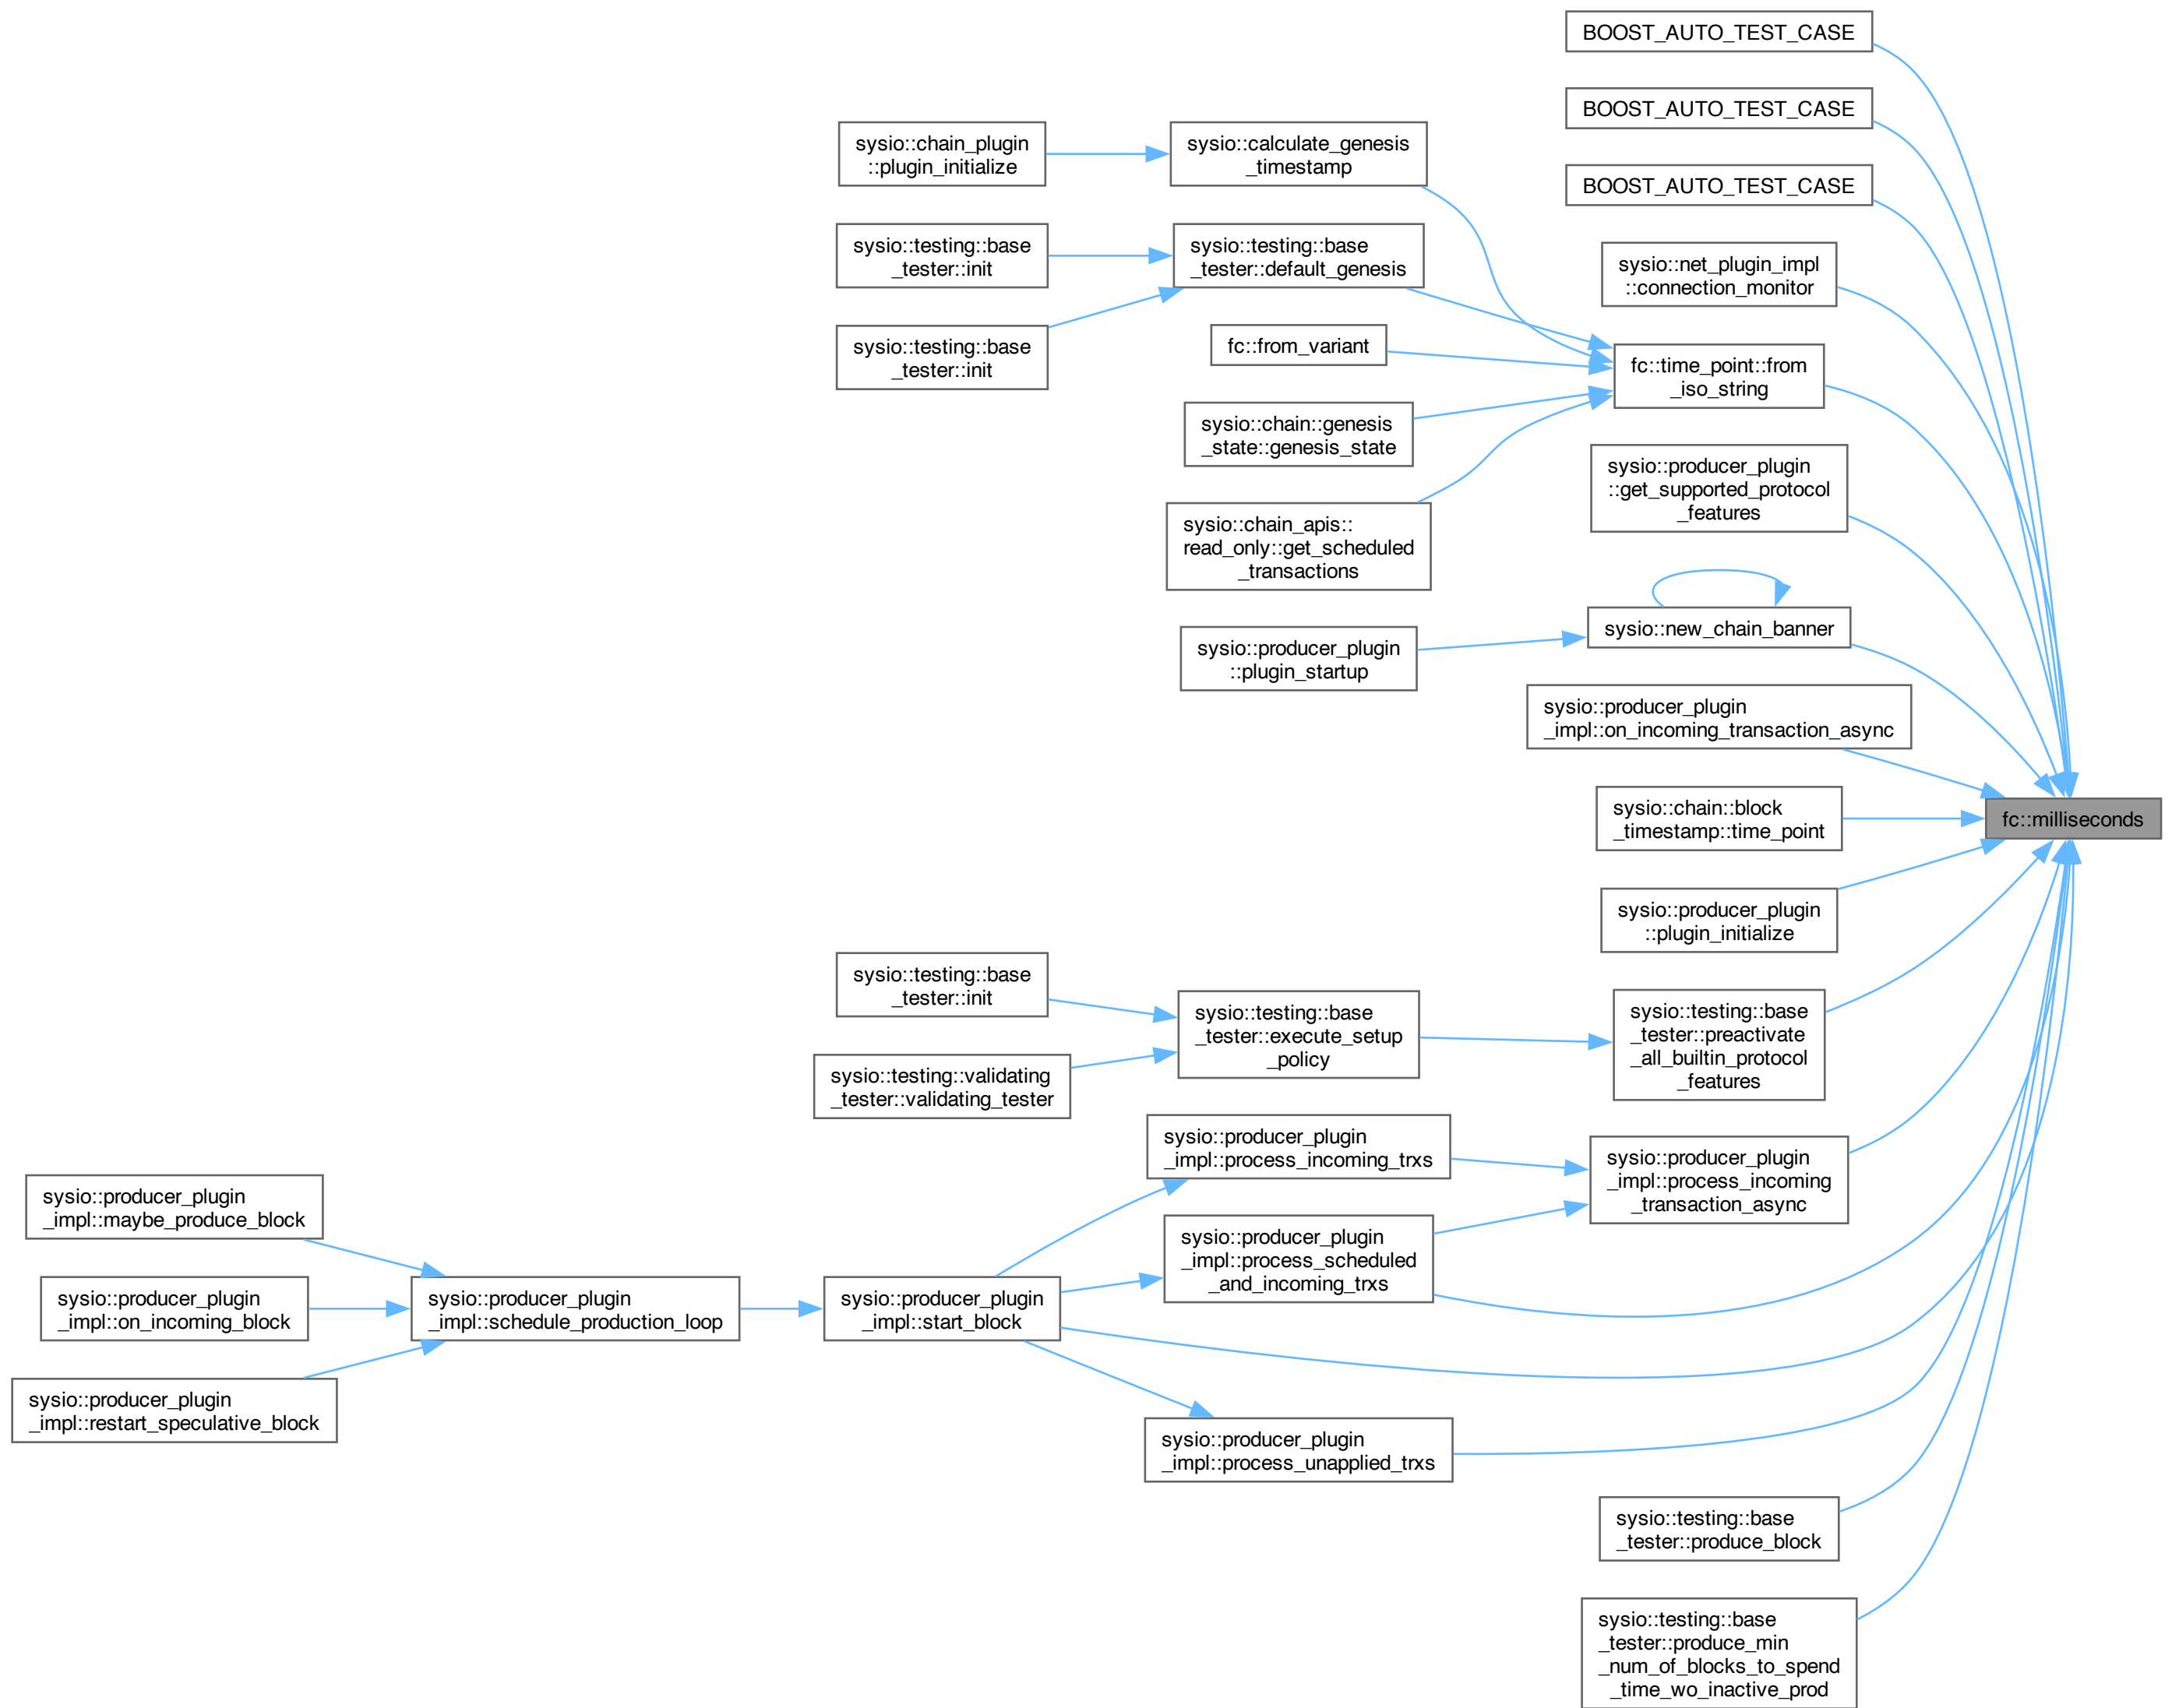 BOOST_AUTO_TEST_CASE
BOOST_AUTO_TEST_CASE
BOOST_AUTO_TEST_CASE
sysio::net_plugin_impl
::connection_monitor
sysio::chain_plugin
::plugin_initialize
sysio::calculate_genesis
_timestamp
sysio::testing::base
_tester::init
sysio::testing::base
_tester::default_genesis
sysio::testing::base
_tester::init
fc::from_variant
fc::time_point::from
_iso_string
sysio::chain::genesis
_state::genesis_state
sysio::chain_apis::
read_only::get_scheduled
_transactions
sysio::producer_plugin
::get_supported_protocol
_features
sysio::new_chain_banner
sysio::producer_plugin
::plugin_startup
sysio::producer_plugin
_impl::on_incoming_transaction_async
sysio::chain::block
_timestamp::time_point
fc::milliseconds
sysio::producer_plugin
::plugin_initialize
sysio::testing::base
_tester::init
sysio::testing::validating
_tester::validating_tester
sysio::testing::base
_tester::execute_setup
_policy
sysio::testing::base
_tester::preactivate
_all_builtin_protocol
_features
sysio::producer_plugin
_impl::process_incoming_trxs
sysio::producer_plugin
_impl::process_incoming
_transaction_async
sysio::producer_plugin
_impl::maybe_produce_block
sysio::producer_plugin
_impl::on_incoming_block
sysio::producer_plugin
_impl::restart_speculative_block
sysio::producer_plugin
_impl::schedule_production_loop
sysio::producer_plugin
_impl::start_block
sysio::producer_plugin
_impl::process_scheduled
_and_incoming_trxs
sysio::producer_plugin
_impl::process_unapplied_trxs
sysio::testing::base
_tester::produce_block
sysio::testing::base
_tester::produce_min
_num_of_blocks_to_spend
_time_wo_inactive_prod